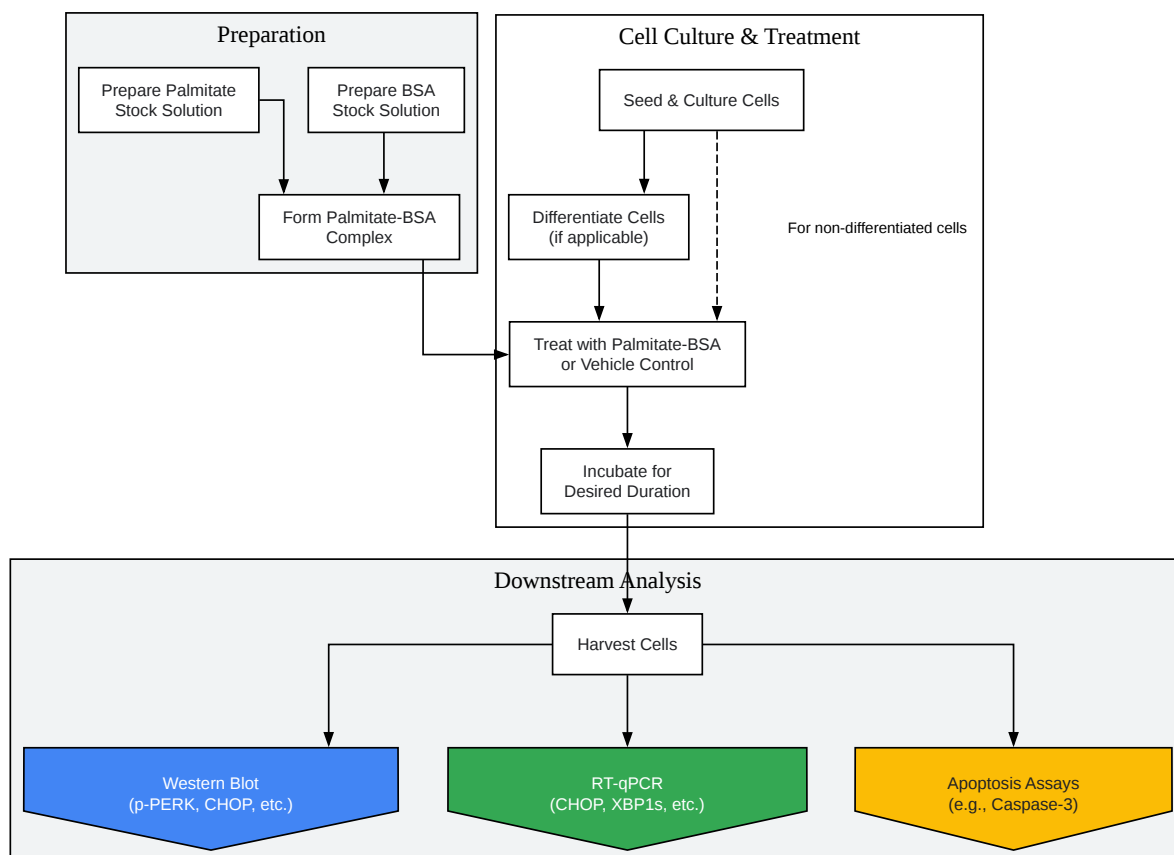 Preparation
Prepare Palmitate
Stock Solution
Prepare BSA
Stock Solution
Form Palmitate-BSA
Complex
Cell Culture & Treatment
Seed & Culture Cells
Differentiate Cells
(if applicable)
For non-differentiated cells
Treat with Palmitate-BSA
or Vehicle Control
Incubate for
Desired Duration
Downstream Analysis
Harvest Cells
Western Blot
(p-PERK, CHOP, etc.)
RT-qPCR
(CHOP, XBP1s, etc.)
Apoptosis Assays
(e.g., Caspase-3)